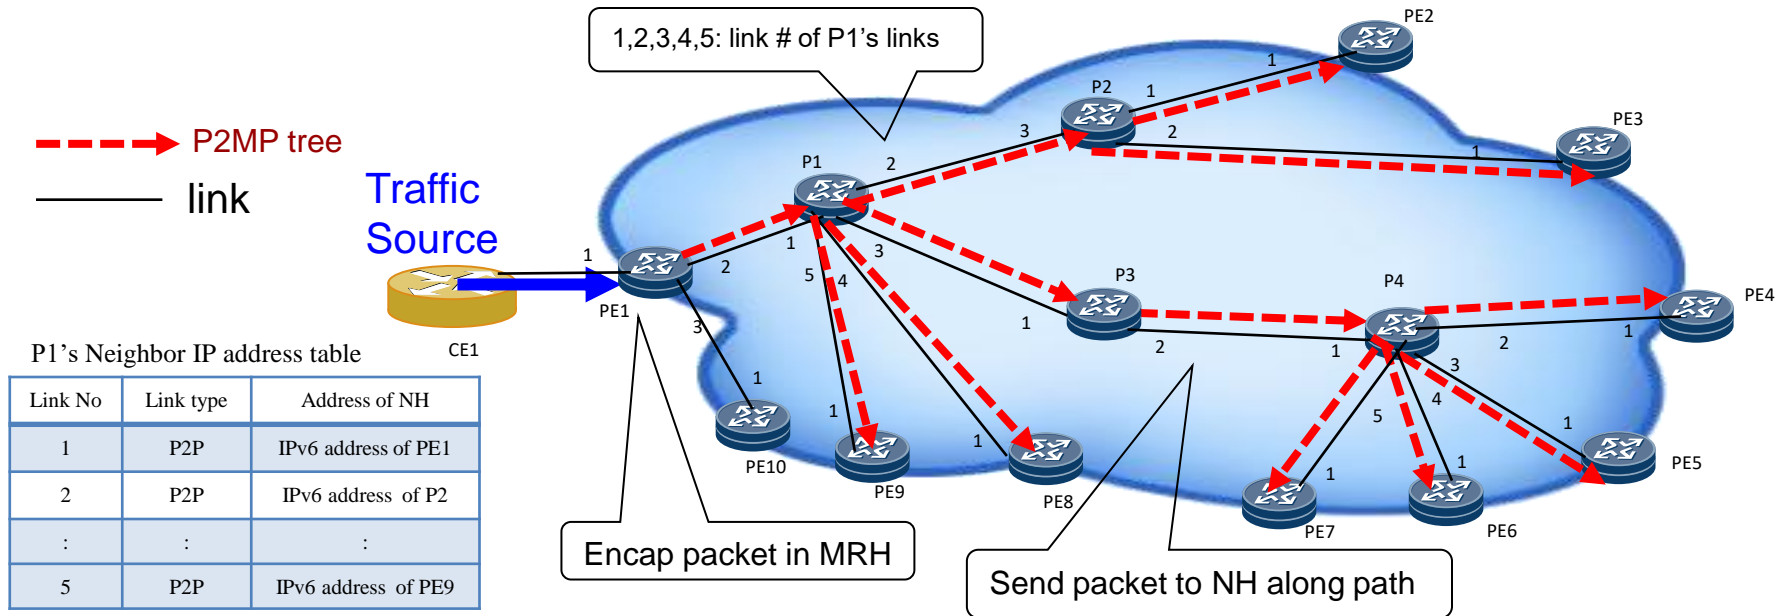 1,2,3,4,5: link # of P1's links
PE2
1
1
P2
3
2
PE3
1
P2MP tree
link
Traffic
Source
P1
2
1
2
1
3
5
4
PE1
CE1
3
1
PE10
1
PE9
1
PE8
P3
1
2
P4
1
2
1
PE4
3
4
5
1
PE5
1
PE6
1
PE7
P1's Neighbor IP address table
Link No Link type Address of NH
1 P2P IPv6 address of PE1
2 P2P IPv6 address of P2
: : :
5 P2P IPv6 address of PE9
Encap packet in MRH
Send packet to NH along path